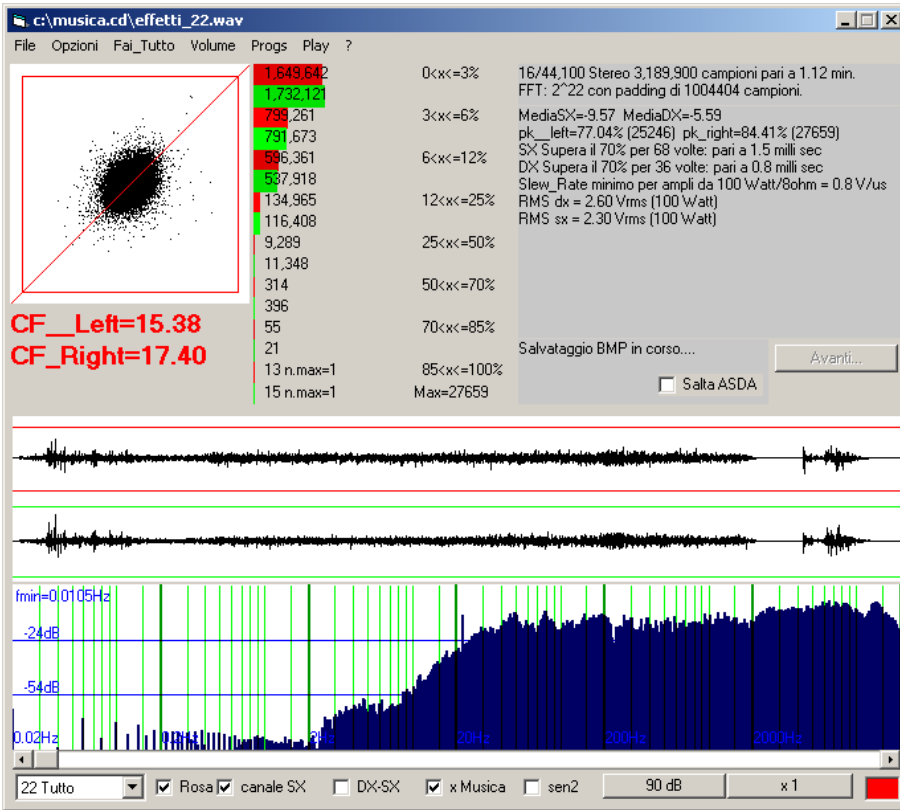 c:\musica.cd\effetti_22.wav
File Opzioni Fai_Tutto Volume Progs Play ?
1,649,642 0<x<=3%
1,732,121
799,261 3<x<=6%
791,673
596,361 6<x<=12%
537,918
134,965 12<x<=25%
116,408
9,289 25<x<=50%
11,348
314 50<x<=70%
396
55 70<x<=85%
21
13 n.max=1 85<x<=100%
15 n.max=1 Max=27659
16/44,100 Stereo 3,189,900 campioni pari a 1.12 min.
FFT: 2^22 con padding di 1004404 campioni.
MediaSX=-9.57 MediaDX=-5.59
pk__left=77.04% (25246) pk_right=84.41% (27659)
SX Supera il 70% per 68 volte: pari a 1.5 milli sec
DX Supera il 70% per 36 volte: pari a 0.8 milli sec
Slew_Rate minimo per ampli da 100 Watt/8ohm = 0.8 V/us
RMS dx = 2.60 Vrms (100 Watt)
RMS sx = 2.30 Vrms (100 Watt)
CF__Left=15.38
CF_Right=17.40
Salvataggio BMP in corso....
Avanti...
Salta ASDA
fmin=0.0105Hz
-24dB
-54dB
0.02Hz 0.2Hz 2Hz 20Hz 200Hz 2000Hz
22 Tutto Rosa canale SX DX-SX x Musica sen2 90 dB x 1